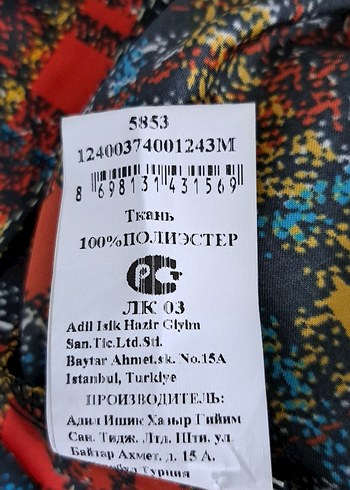 5853
12400374001243M
8 698131 431569
Ткань
100%ПОЛИЭСТЕР
РСТ
ЛК 03
Adil Isik Hazir Giyim
San.Tic.Ltd.Sti.
Baytar Ahmet.sk. No.15A
Istanbul, Turkiye
ПРОИЗВОДИТЕЛЬ:
Адил Ишик Хазыр Гийим
Сан. Тидж. Лтд. Шти. ул.
Байтар Ахмет, д. 15 А.
Турция